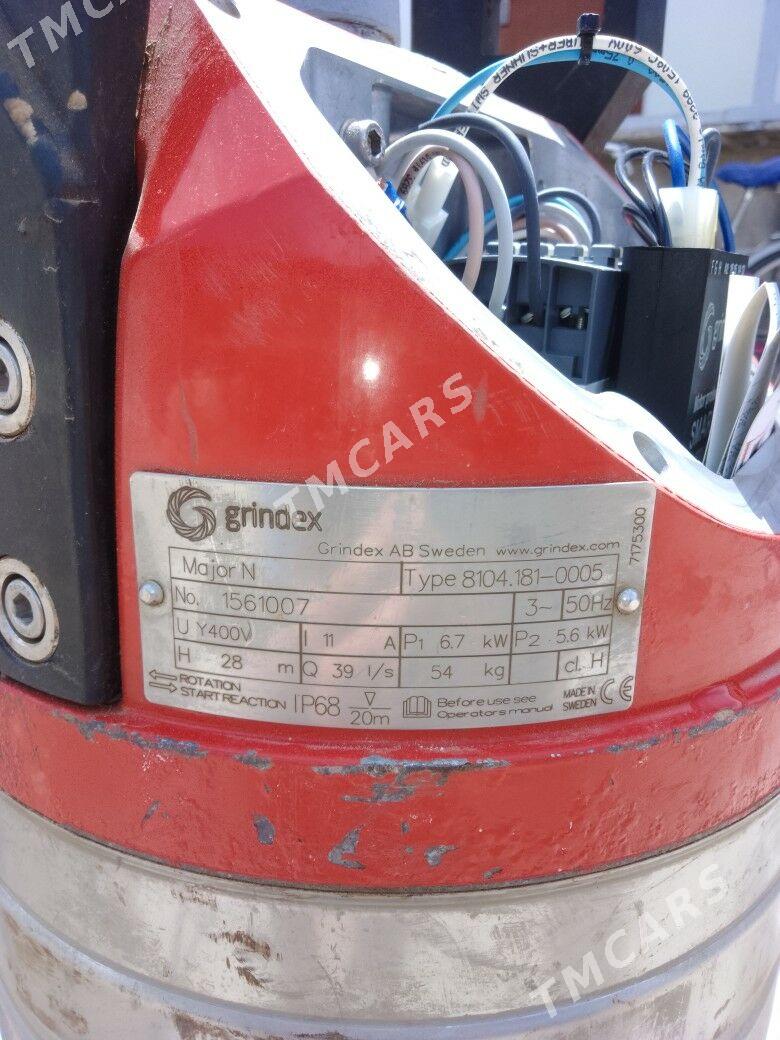 TMCARS
grindex
Grindex AB Sweden www.grindex.com
7175300
Major N Type 8104.181-0005
No. 1561007 3~ 50Hz
U Y400V I 11 A P1 6.7 kW P2 5.6 kW
H 28 m Q 39 l/s 54 kg cl. H
ROTATION
START REACTION
IP68 ∇ 20m
Before use see
Operators manual
MADE IN
SWEDEN CE
TMCARS
TMCARS
TMCARS